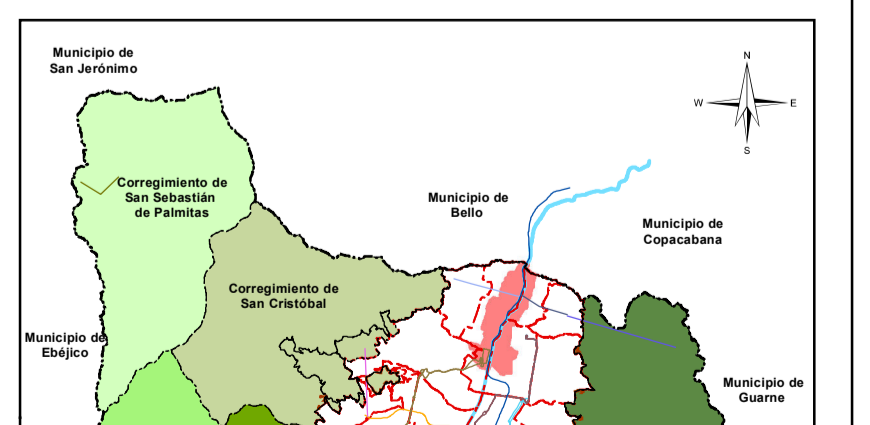 Municipio de
San Jerónimo
N
W
E
S
Corregimiento de
San Sebastián
de Palmitas
Municipio de
Bello
Municipio de
Copacabana
Corregimiento de
San Cristóbal
Municipio de
Ebéjico
Municipio de
Guarne